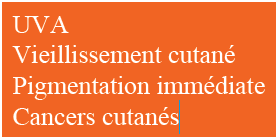 UVA
Vieillissement cutané
Pigmentation immédiate
Cancers cutanés